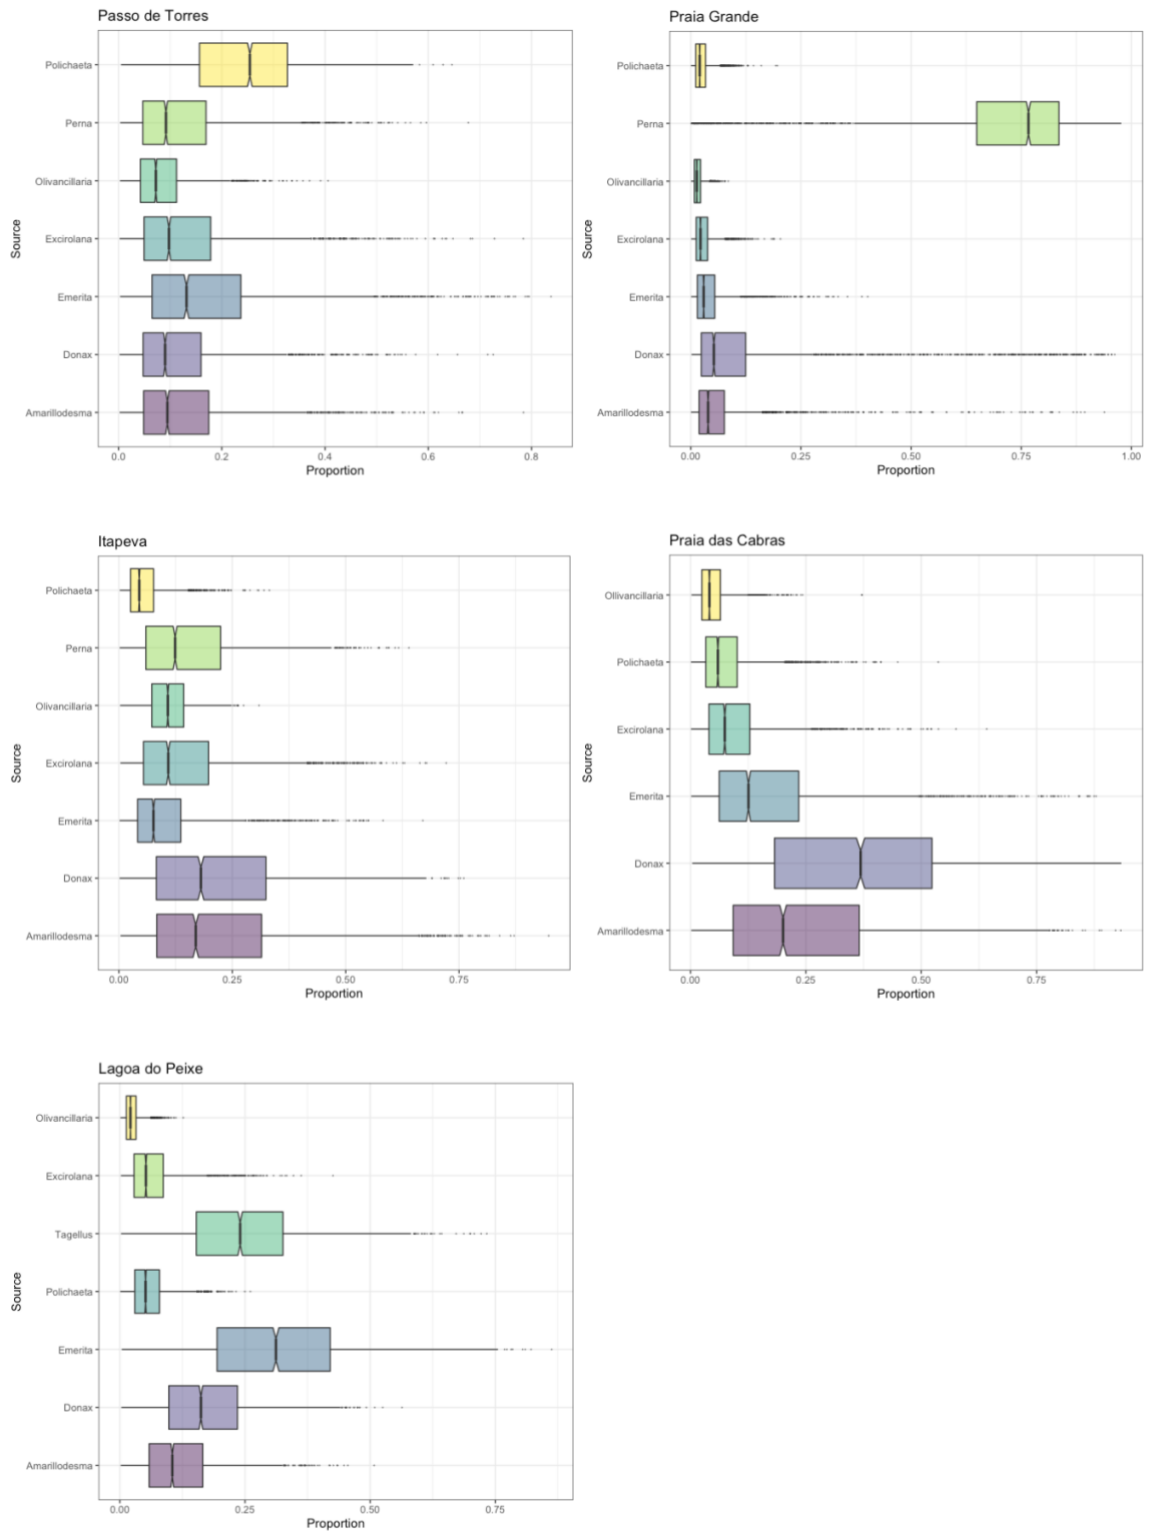 Passo de Torres
Source
Polichaeta
Perna
Olivancillaria
Excirolana
Emerita
Donax
Amarillodesma
0.0 0.2 0.4 0.6 0.8
Proportion
Praia Grande
Source
Polichaeta
Perna
Olivancillaria
Excirolana
Emerita
Donax
Amarillodesma
0.00 0.25 0.50 0.75 1.00
Proportion
Itapeva
Source
Polichaeta
Perna
Olivancillaria
Excirolana
Emerita
Donax
Amarillodesma
0.00 0.25 0.50 0.75
Proportion
Praia das Cabras
Source
Ollivancillaria
Polichaeta
Excirolana
Emerita
Donax
Amarillodesma
0.00 0.25 0.50 0.75
Proportion
Lagoa do Peixe
Source
Olivancillaria
Excirolana
Tagellus
Polichaeta
Emerita
Donax
Amarillodesma
0.00 0.25 0.50 0.75
Proportion